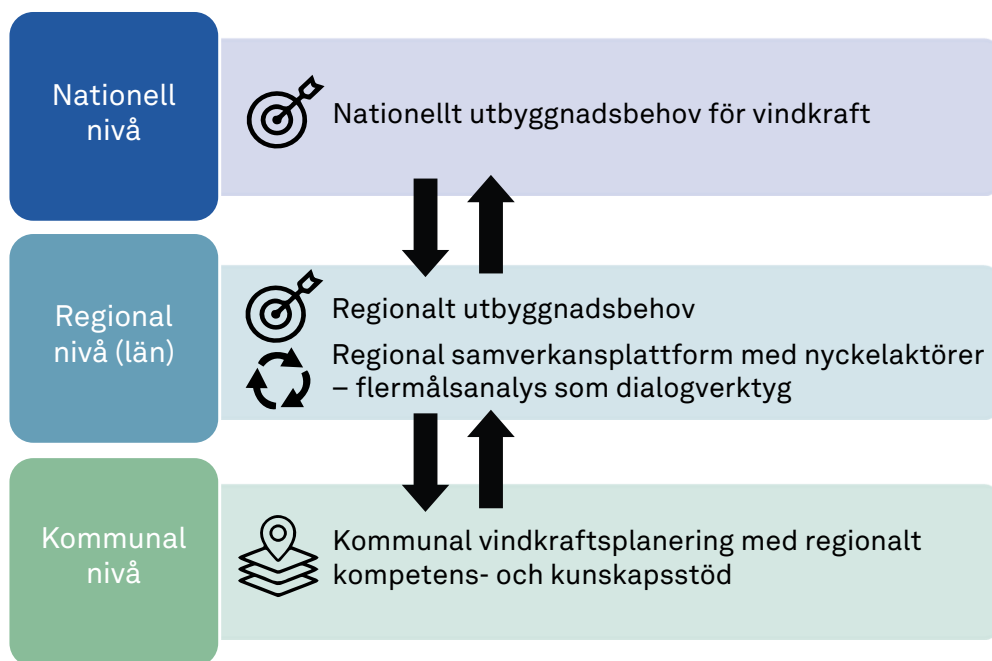 Nationell
nivå
Nationellt utbyggnadsbehov för vindkraft
Regional
nivå (län)
Regionalt utbyggnadsbehov
Regional samverkansplattform med nyckelaktörer
– flermålsanalys som dialogverktyg
Kommunal
nivå
Kommunal vindkraftsplanering med regionalt
kompetens- och kunskapsstöd